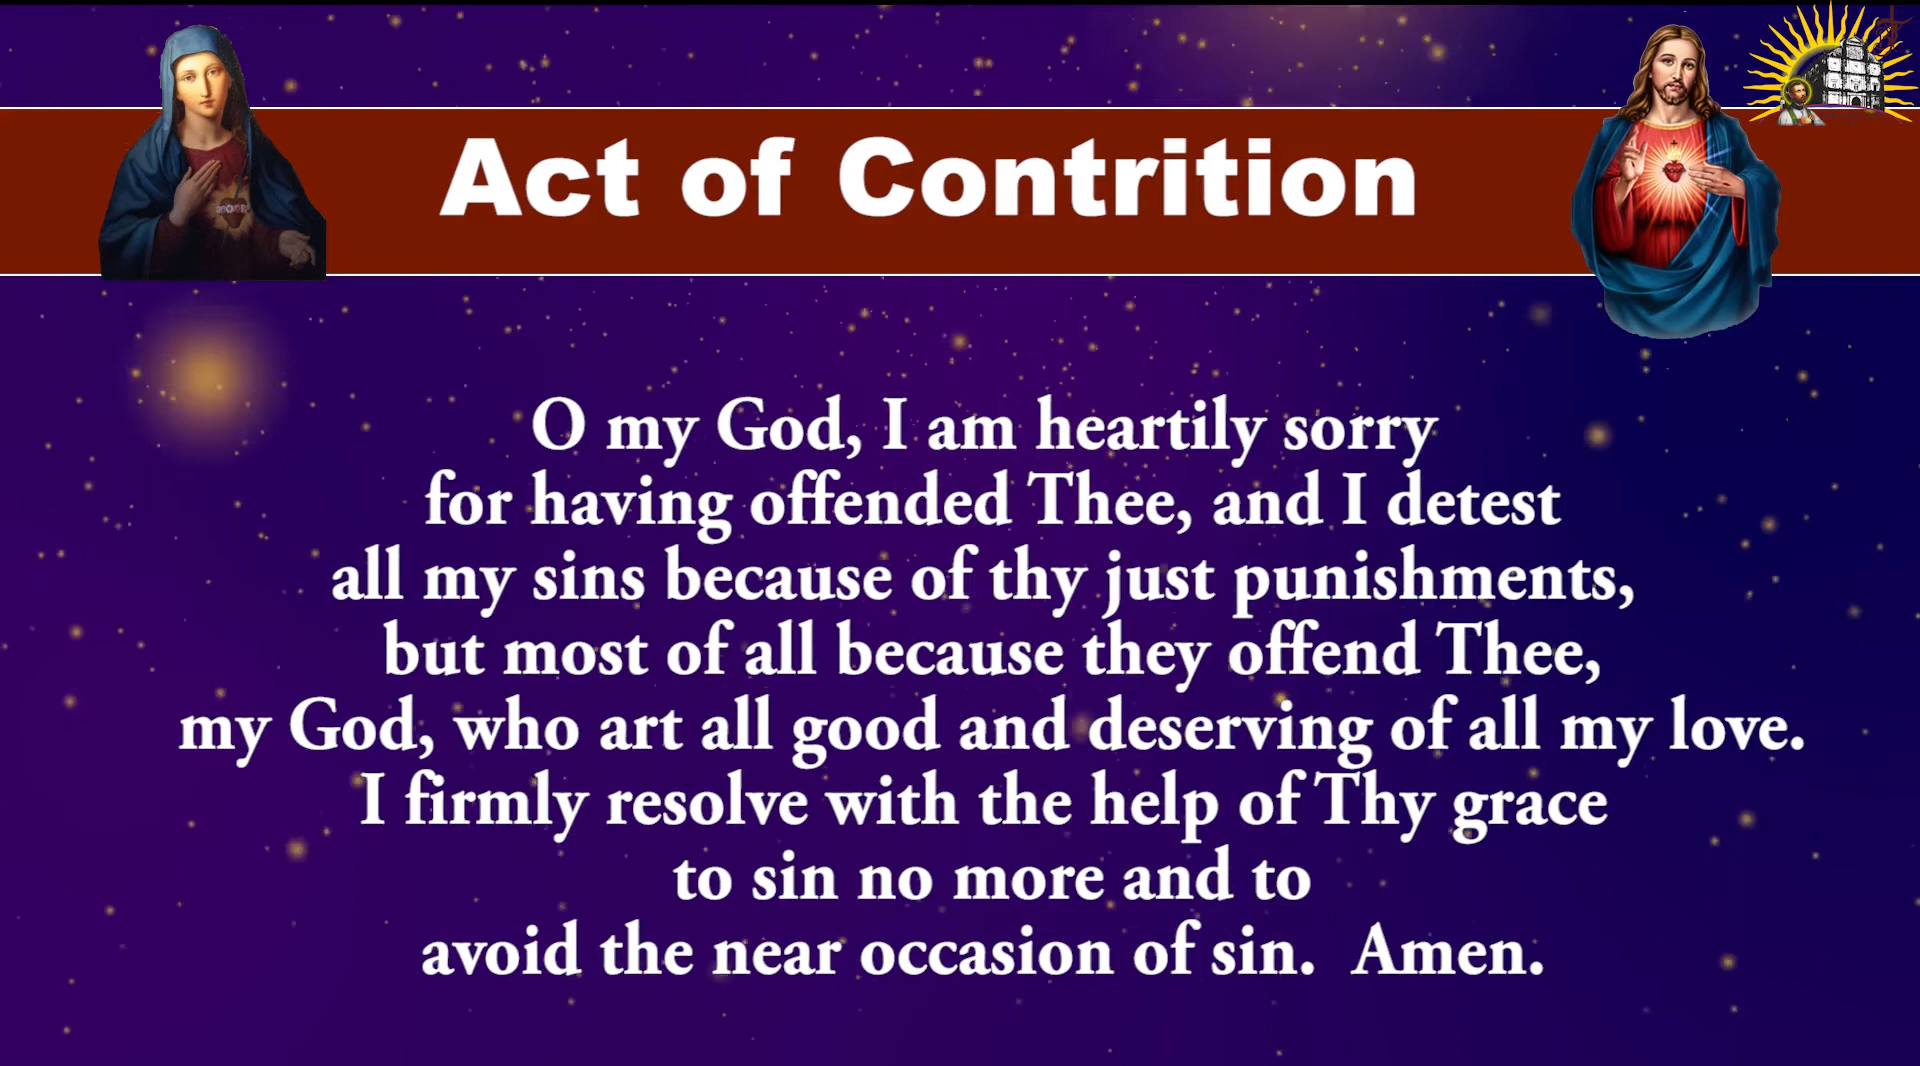 Act of Contrition
O my God, I am heartily sorry
for having offended Thee, and I detest
all my sins because of thy just punishments,
but most of all because they offend Thee,
my God, who art all good and deserving of all my love.
I firmly resolve with the help of Thy grace
to sin no more and to
avoid the near occasion of sin.  Amen.